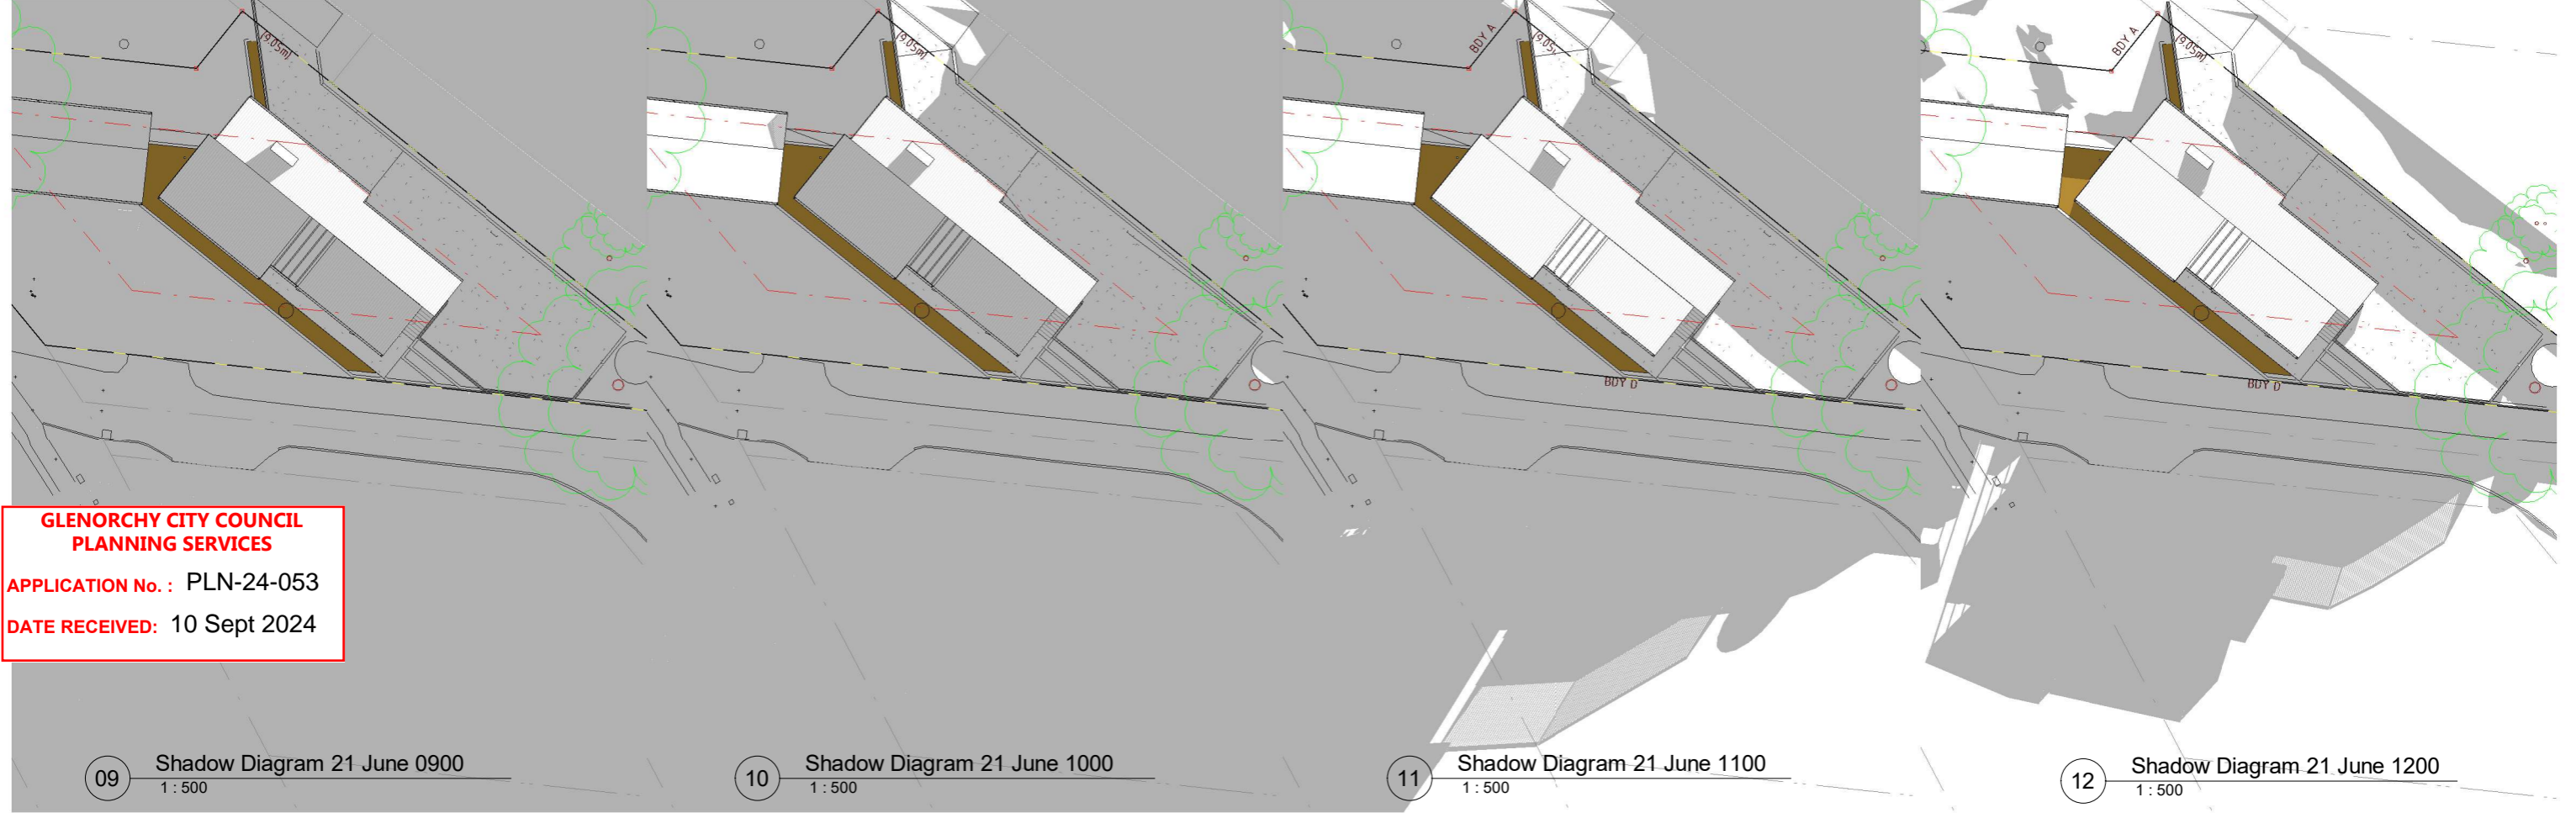 (9.05m)
(9.05m)
BDY A
(9.05
BDY A
(9.05m)
BDY D
BDY D
GLENORCHY CITY COUNCIL
PLANNING SERVICES
APPLICATION No. : PLN-24-053
DATE RECEIVED: 10 Sept 2024
09 Shadow Diagram 21 June 0900
1 : 500
10 Shadow Diagram 21 June 1000
1 : 500
11 Shadow Diagram 21 June 1100
1 : 500
12 Shadow Diagram 21 June 1200
1 : 500